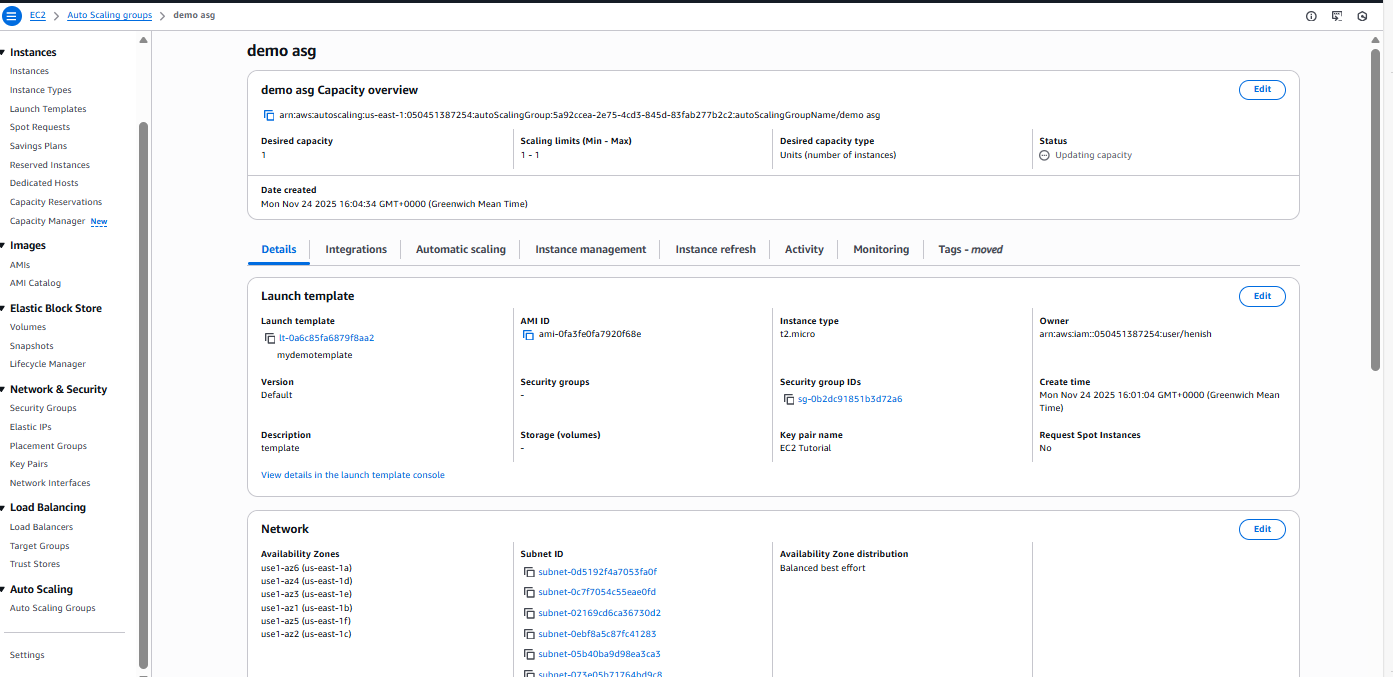 EC2 > Auto Scaling groups > demo asg
Instances
Instances
Instance Types
Launch Templates
Spot Requests
Savings Plans
Reserved Instances
Dedicated Hosts
Capacity Reservations
Capacity Manager New
Images
AMIs
AMI Catalog
Elastic Block Store
Volumes
Snapshots
Lifecycle Manager
Network & Security
Security Groups
Elastic IPs
Placement Groups
Key Pairs
Network Interfaces
Load Balancing
Load Balancers
Target Groups
Trust Stores
Auto Scaling
Auto Scaling Groups
Settings
demo asg
demo asg Capacity overview
Edit
arn:aws:autoscaling:us-east-1:050451387254:autoScalingGroup:5a92ccea-2e75-4cd3-845d-83fab277b2c2:autoScalingGroupName/demo asg
Desired capacity
1
Scaling limits (Min - Max)
1 - 1
Desired capacity type
Units (number of instances)
Status
Updating capacity
Date created
Mon Nov 24 2025 16:04:34 GMT+0000 (Greenwich Mean Time)
Details
Integrations
Automatic scaling
Instance management
Instance refresh
Activity
Monitoring
Tags - moved
Launch template
Edit
Launch template
lt-0a6c85fa6879f8aa2
mydemotemplate
AMI ID
ami-0fa3fe0fa7920f68e
Instance type
t2.micro
Owner
arn:aws:iam::050451387254:user/henish
Version
Default
Security groups
-
Security group IDs
sg-0b2dc91851b3d72a6
Create time
Mon Nov 24 2025 16:01:04 GMT+0000 (Greenwich Mean
Time)
Description
template
Storage (volumes)
-
Key pair name
EC2 Tutorial
Request Spot Instances
No
View details in the launch template console
Network
Edit
Availability Zones
use1-az6 (us-east-1a)
use1-az4 (us-east-1d)
use1-az3 (us-east-1e)
use1-az1 (us-east-1b)
use1-az5 (us-east-1f)
use1-az2 (us-east-1c)
Subnet ID
subnet-0d5192f4a7053fa0f
subnet-0c7f7054c55eae0fd
subnet-02169cd6ca36730d2
subnet-0ebf8a5c87fc41283
subnet-05b40ba9d98ea3ca3
subnet-073e05b71764bd9c8
Availability Zone distribution
Balanced best effort